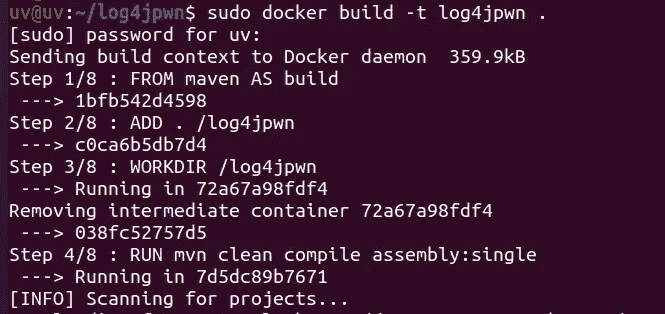 uv@uv:~/log4jpwn$ sudo docker build -t log4jpwn .
[sudo] password for uv:
Sending build context to Docker daemon  359.9kB
Step 1/8 : FROM maven AS build
 ---> 1bfb542d4598
Step 2/8 : ADD . /log4jpwn
 ---> c0ca6b5db7d4
Step 3/8 : WORKDIR /log4jpwn
 ---> Running in 72a67a98fdf4
Removing intermediate container 72a67a98fdf4
 ---> 038fc52757d5
Step 4/8 : RUN mvn clean compile assembly:single
 ---> Running in 7d5dc89b7671
[INFO] Scanning for projects...